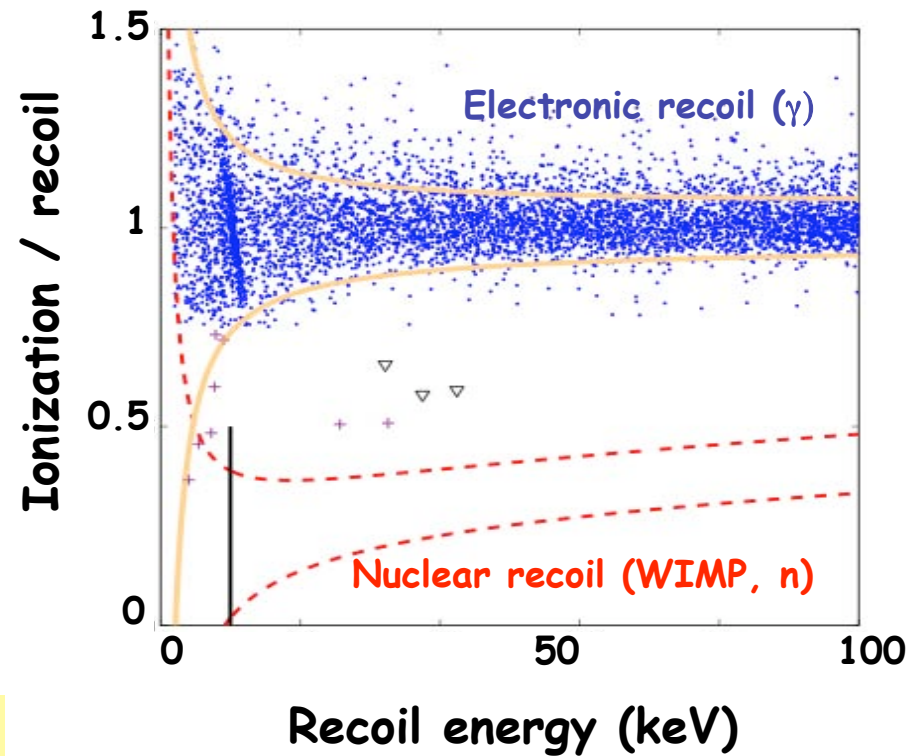 1.5
Electronic recoil (γ)
1
Ionization / recoil
0.5
Nuclear recoil (WIMP, n)
0
0 50 100
Recoil energy (keV)